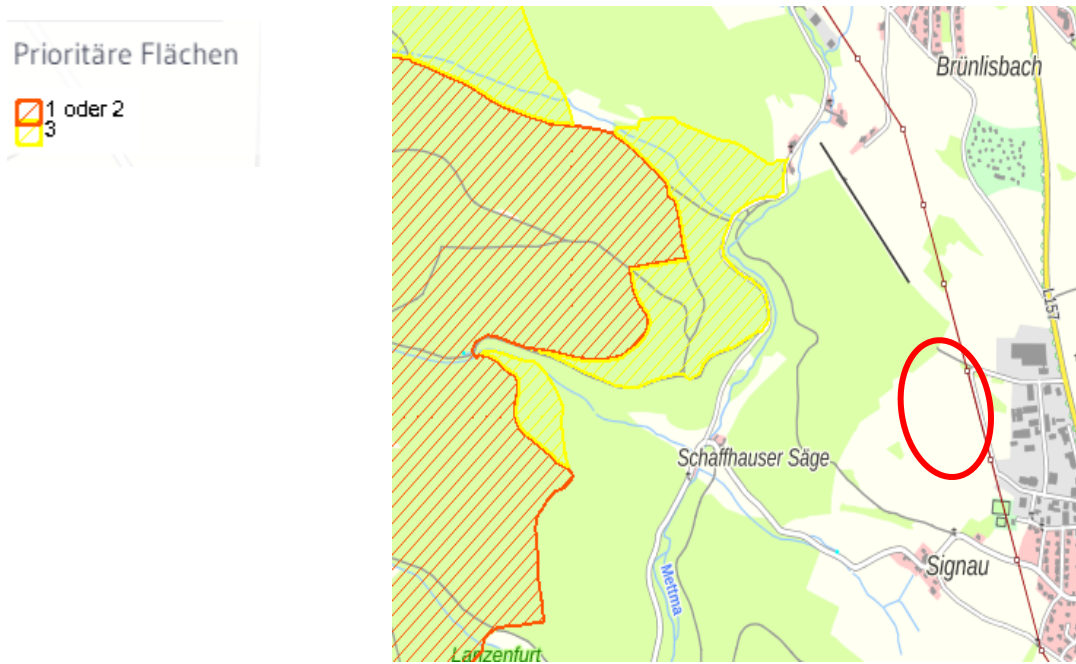 Prioritäre Flächen
1 oder 2
3
Brünlisbach
L157
Schaffhauser Säge
Signau
Mettma
Lanzenfurt